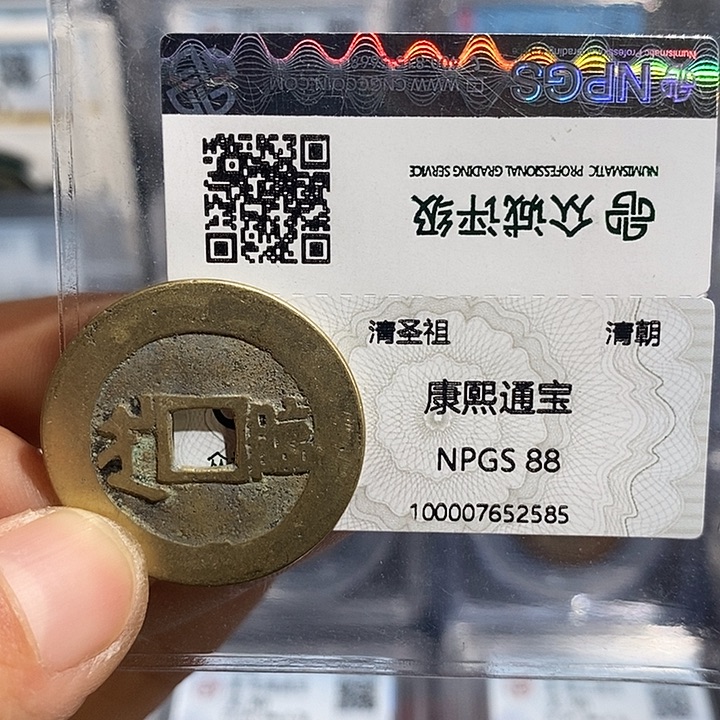 NPGS
NUMISMATIC PROFESSIONAL GRADING SERVICE
众诚评级
清圣祖 清朝
康熙通宝
NPGS 88
100007652585